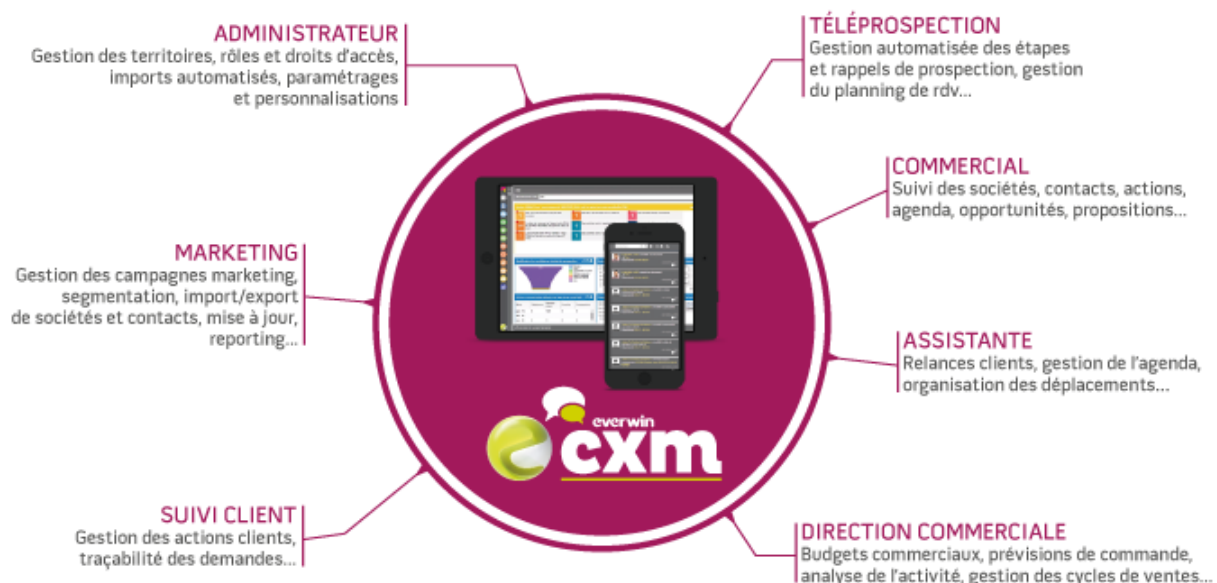 ADMINISTRATEUR
Gestion des territoires, rôles et droits d'accès,
imports automatisés, paramétrages
et personnalisations
TÉLÉPROSPECTION
Gestion automatisée des étapes
et rappels de prospection, gestion
du planning de rdv...
COMMERCIAL
Suivi des sociétés, contacts, actions,
agenda, opportunités, propositions...
MARKETING
Gestion des campagnes marketing,
segmentation, import/export
de sociétés et contacts, mise à jour,
reporting...
ASSISTANTE
Relances clients, gestion de l'agenda,
organisation des déplacements...
everwin
cxm
SUIVI CLIENT
Gestion des actions clients,
traçabilité des demandes...
DIRECTION COMMERCIALE
Budgets commerciaux, prévisions de commande,
analyse de l'activité, gestion des cycles de ventes...